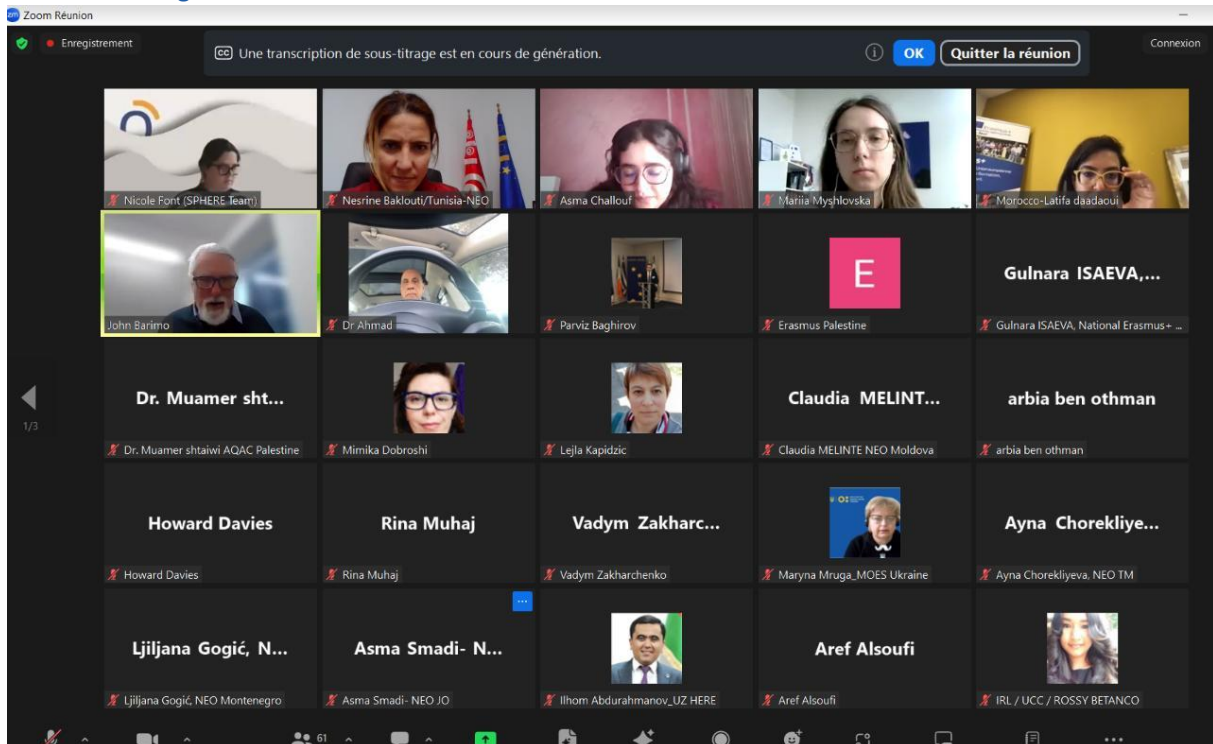 Zoom Réunion
Enregistrement
CC Une transcription de sous-titrage est en cours de génération.
OK
Quitter la réunion
Connexion
Nicole Font (SPHERE Team)
Nesrine Baklouti/Tunisia-NEO
Asma Challouf
Mariia Myshlovska
Morocco-Latifa daadaoui
John Barimo
Dr Ahmad
Parviz Baghirov
E
Erasmus Palestine
Gulnara ISAEVA,...
Gulnara ISAEVA, National Erasmus+ ...
1/3
Dr. Muamer sht...
Dr. Muamer shtaiwi AQAC Palestine
Mimika Dobroshi
Lejla Kapidzic
Claudia MELINT...
Claudia MELINTE NEO Moldova
arbia ben othman
arbia ben othman
Howard Davies
Howard Davies
Rina Muhaj
Rina Muhaj
Vadym Zakharc...
Vadym Zakharchenko
Maryna Mruga_MOES Ukraine
Ayna Chorekliye...
Ayna Chorekliyeva, NEO TM
Ljiljana Gogić, N...
Ljiljana Gogić, NEO Montenegro
Asma Smadi- N...
Asma Smadi- NEO JO
Ilhom Abdurahmanov_UZ HERE
Aref Alsoufi
Aref Alsoufi
IRL / UCC / ROSSY BETANCO
61